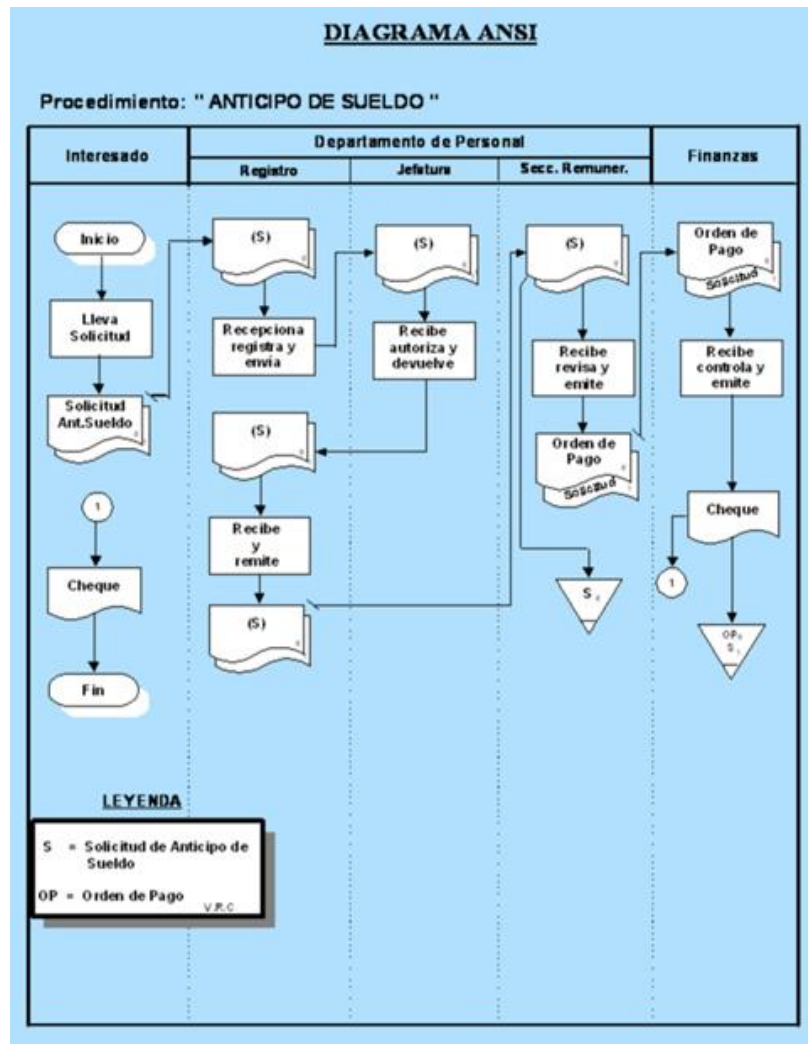 DIAGRAMA ANSI
Procedimiento: " ANTICIPO DE SUELDO "
Interesado
Departamento de Personal
Finanzas
Registro
Jefatura
Secc. Remuner.
Inicio
Lleva
Solicitud
Solicitud
Ant.Sueldo
1
Cheque
Fin
(S)
Recepciona
registra y
envía
(S)
Recibe
y
remite
(S)
(S)
Recibe
autoriza y
devuelve
(S)
Recibe
revisa y
emite
Orden de
Pago
Solicitud
S
Orden de
Pago
Solicitud
Recibe
controla y
emite
Cheque
1
OP
S
LEYENDA
S = Solicitud de Anticipo de
Sueldo
OP = Orden de Pago
V.R.C